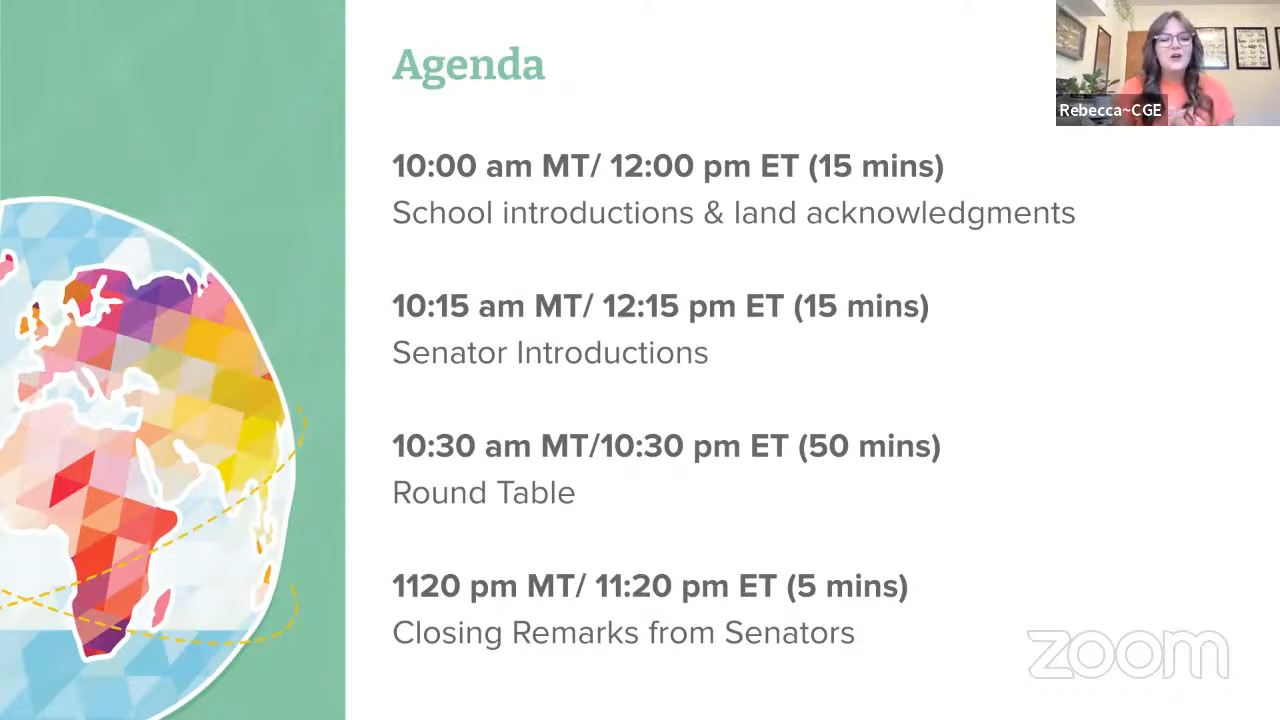 Agenda
Rebecca~CGE
10:00 am MT/ 12:00 pm ET (15 mins)
School introductions & land acknowledgments
10:15 am MT/ 12:15 pm ET (15 mins)
Senator Introductions
10:30 am MT/10:30 pm ET (50 mins)
Round Table
1120 pm MT/ 11:20 pm ET (5 mins)
Closing Remarks from Senators
zoom